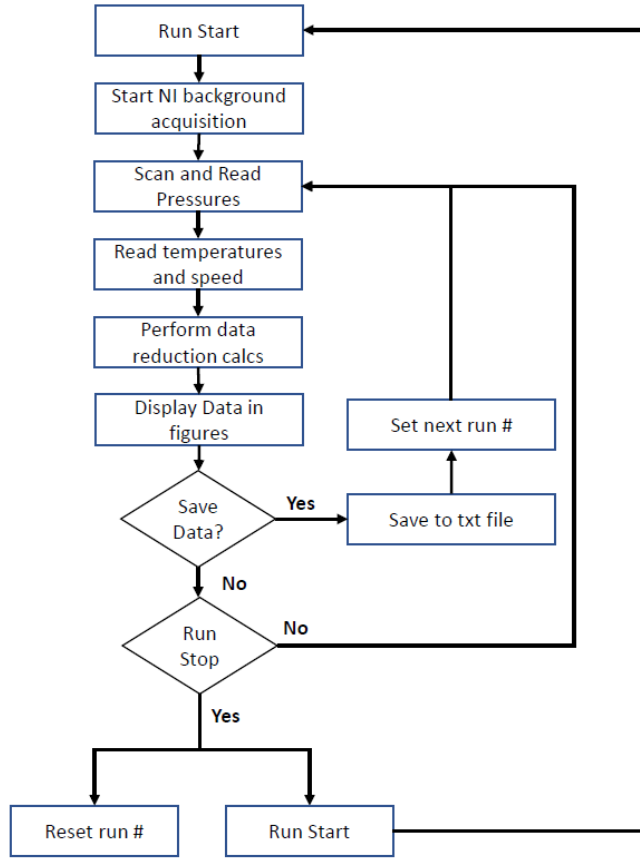 Run Start
Start NI background
acquisition
Scan and Read
Pressures
Read temperatures
and speed
Perform data
reduction calcs
Display Data in
figures
Set next run #
Save
Data?
Yes
Save to txt file
No
Run
Stop
No
Yes
Reset run #
Run Start